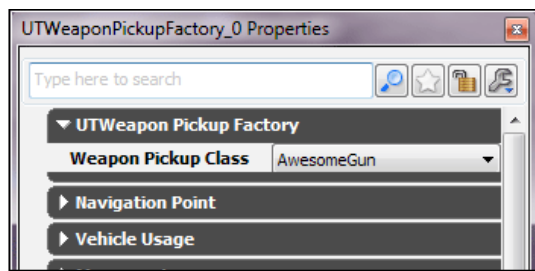 UTWeaponPickupFactory_0 Properties
Type here to search
UTWeapon Pickup Factory
Weapon Pickup Class AwesomeGun
Navigation Point
Vehicle Usage